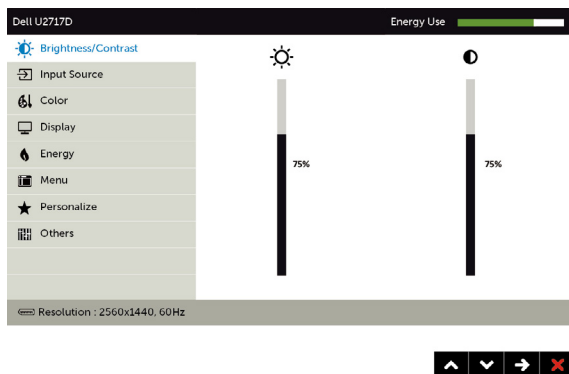 Dell U2717D Energy Use
Brightness/Contrast
Input Source
Color
Display
Energy
Menu
Personalize
Others
75% 75%
Resolution : 2560x1440, 60Hz